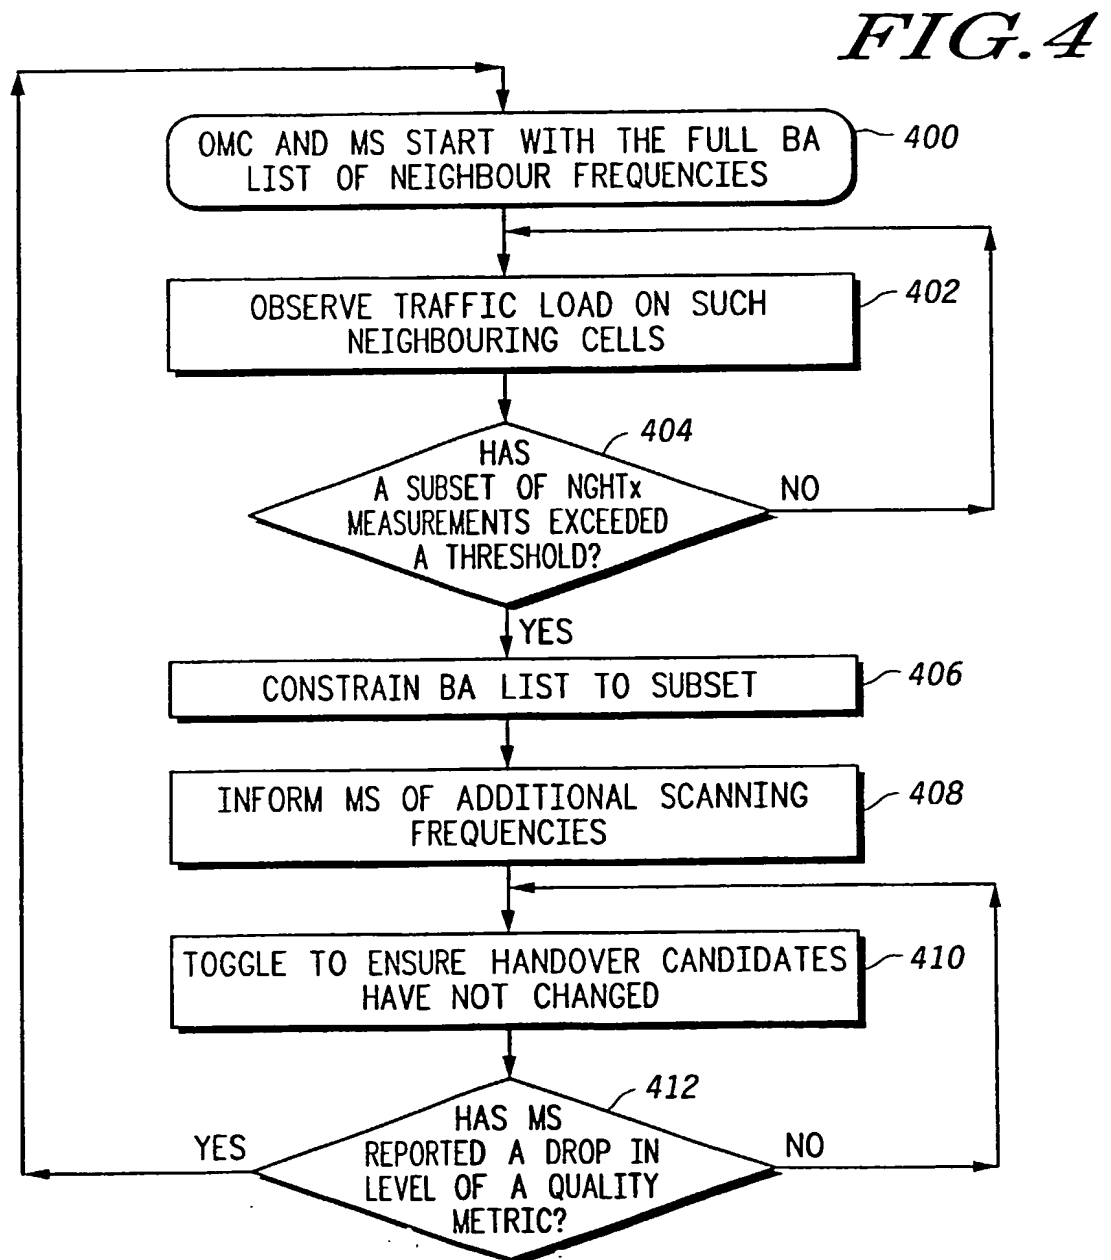 FIG.4
OMC AND MS START WITH THE FULL BA
LIST OF NEIGHBOUR FREQUENCIES
400
OBSERVE TRAFFIC LOAD ON SUCH
NEIGHBOURING CELLS
402
404
HAS
A SUBSET OF NGHTx
MEASUREMENTS EXCEEDED
A THRESHOLD?
NO
YES
CONSTRAIN BA LIST TO SUBSET
406
INFORM MS OF ADDITIONAL SCANNING
FREQUENCIES
408
TOGGLE TO ENSURE HANDOVER CANDIDATES
HAVE NOT CHANGED
410
412
HAS MS
REPORTED A DROP IN
LEVEL OF A QUALITY
METRIC?
YES
NO